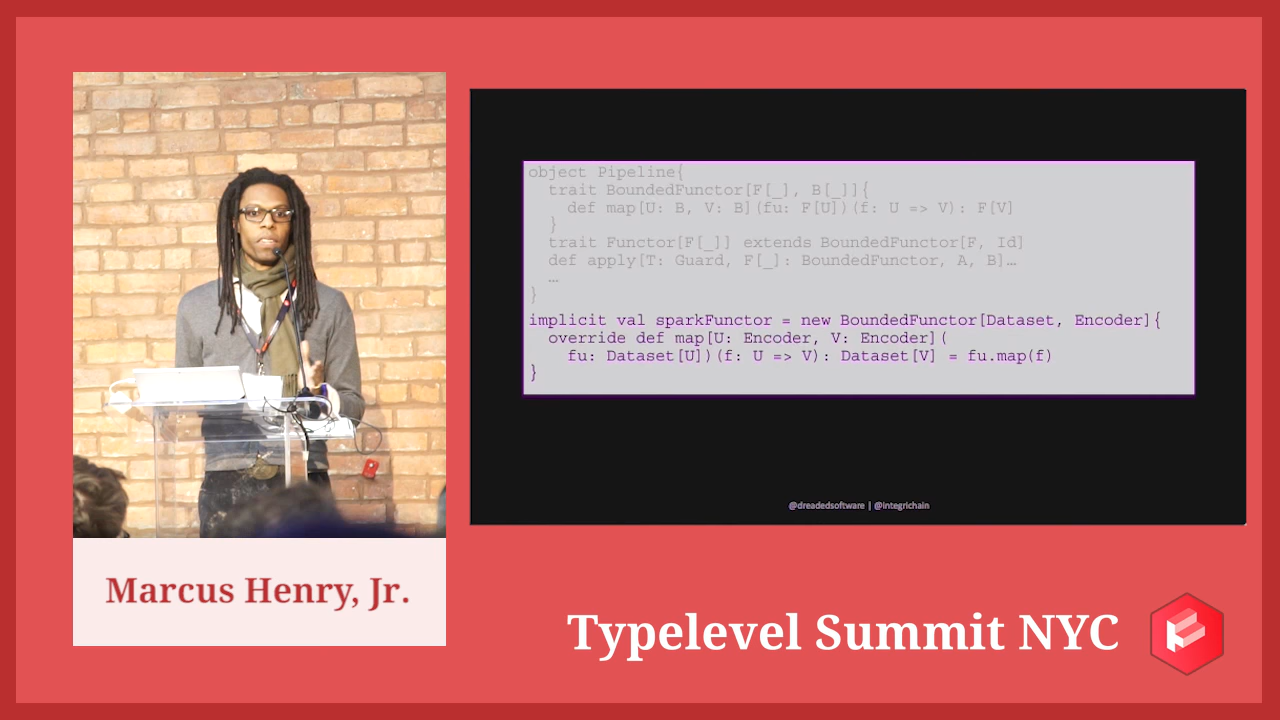 object Pipeline{
trait BoundedFunctor[F[_], B[_]]{
def map[U: B, V: B](fu: F[U])(f: U => V): F[V]
}
trait Functor[F[_]] extends BoundedFunctor[F, Id]
def apply[T: Guard, F[_]: BoundedFunctor, A, B]…
…
}
implicit val sparkFunctor = new BoundedFunctor[Dataset, Encoder]{
override def map[U: Encoder, V: Encoder](
fu: Dataset[U])(f: U => V): Dataset[V] = fu.map(f)
}
@dreadedsoftware | @integrichain
Marcus Henry, Jr.
Typelevel Summit NYC